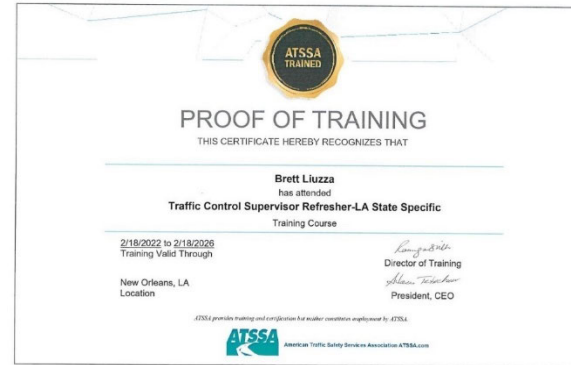 ATSSA
TRAINED
PROOF OF TRAINING
THIS CERTIFICATE HEREBY RECOGNIZES THAT
Brett Liuzza
has attended
Traffic Control Supervisor Refresher-LA State Specific
Training Course
2/18/2022 to 2/18/2026
Training Valid Through
Director of Training
New Orleans, LA
Location
President, CEO
ATSSA provides training and certification but neither constitutes employment by ATSSA.
ATSSA
American Traffic Safety Services Association-ATSSA.com